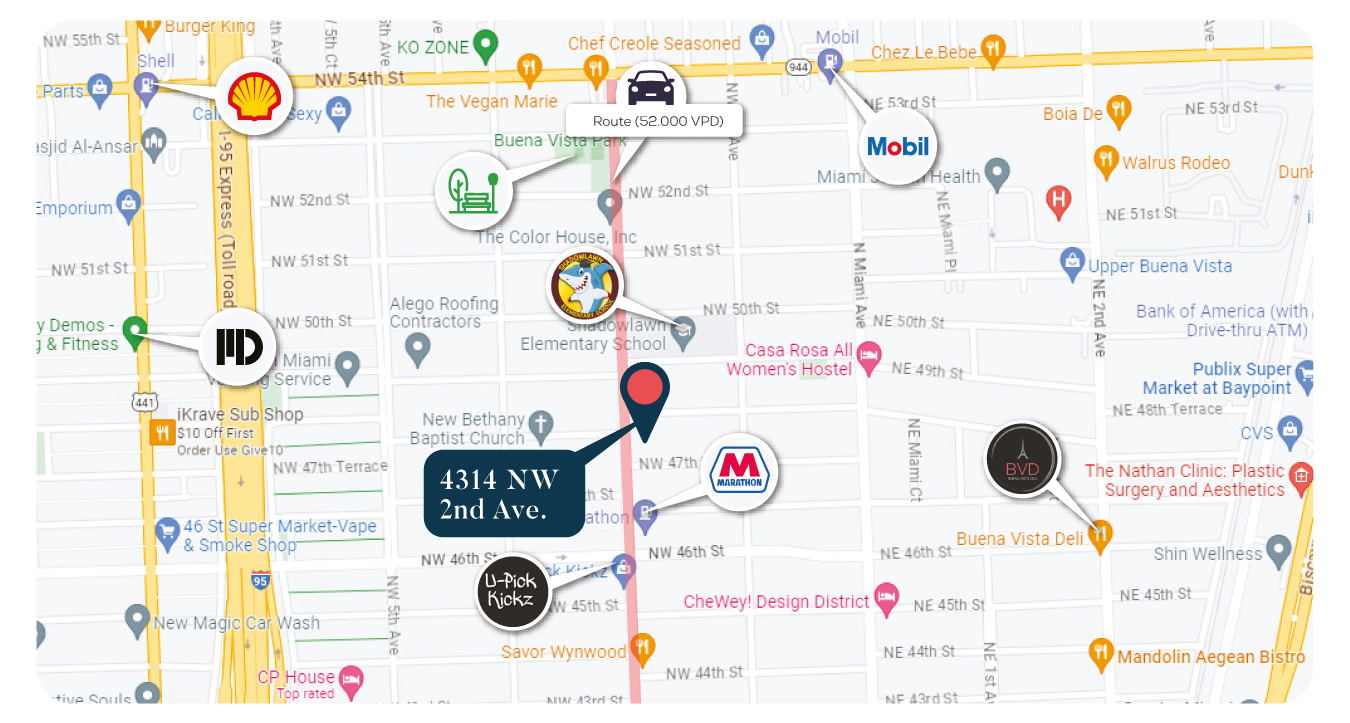 NW 55th St
Burger King
Shell
KO ZONE
Chef Creole Seasoned
Mobil
Chez Le Bebe
944
NW 54th St
Parts
The Vegan Marie
Sexy
Route (52.000 VPD)
NE 53rd St
Boia De
NE 53rd St
Mobil
Buena Vista Park
asjid Al-Ansar
I-95 Express (Toll road
Walrus Rodeo
Miami
Health
Emporium
NW 52nd St
NW 52nd St
H
NE 51st St
NE Miami Pl
The Color House, Inc
NW 51st St
NW 51st St
NW 51st St
SHADOWLAWN
ELEMENTARY SCHOOL
N Miami Ave
Upper Buena Vista
NE 2nd Ave
Alego Roofing
Contractors
NW 50th St
NW 50th St
NE 50th St
Bank of America (with
Drive-thru ATM)
y Demos -
g & Fitness
Shadowlawn
Elementary School
Miami
Service
Casa Rosa All
Women's Hostel
NE 49th St
Publix Super
Market at Baypoint
441
iKrave Sub Shop
$10 Off First
Order Use Give10
New Bethany
Baptist Church
NE 48th Terrace
CVS
NE Miami Ct
NW 47th Terrace
NW 47th
4314 NW
2nd Ave.
M
MARATHON
BVD
The Nathan Clinic: Plastic
Surgery and Aesthetics
th St
athon
46 St Super Market-Vape
& Smoke Shop
Buena Vista Deli
NW 46th St
NW 46th St
NE 46th St
Shin Wellness
95
U-Pick
Kickz
ck Kickz
NW 5th Ave
NW 45th St
CheWey! Design District
NE 45th St
NE 45th St
New Magic Car Wash
Savor Wynwood
NW 44th St
NE 44th St
NE 1st A
Mandolin Aegean Bistro
CP House
Top rated
ctive Souls
NW 43rd St
NE 43rd St